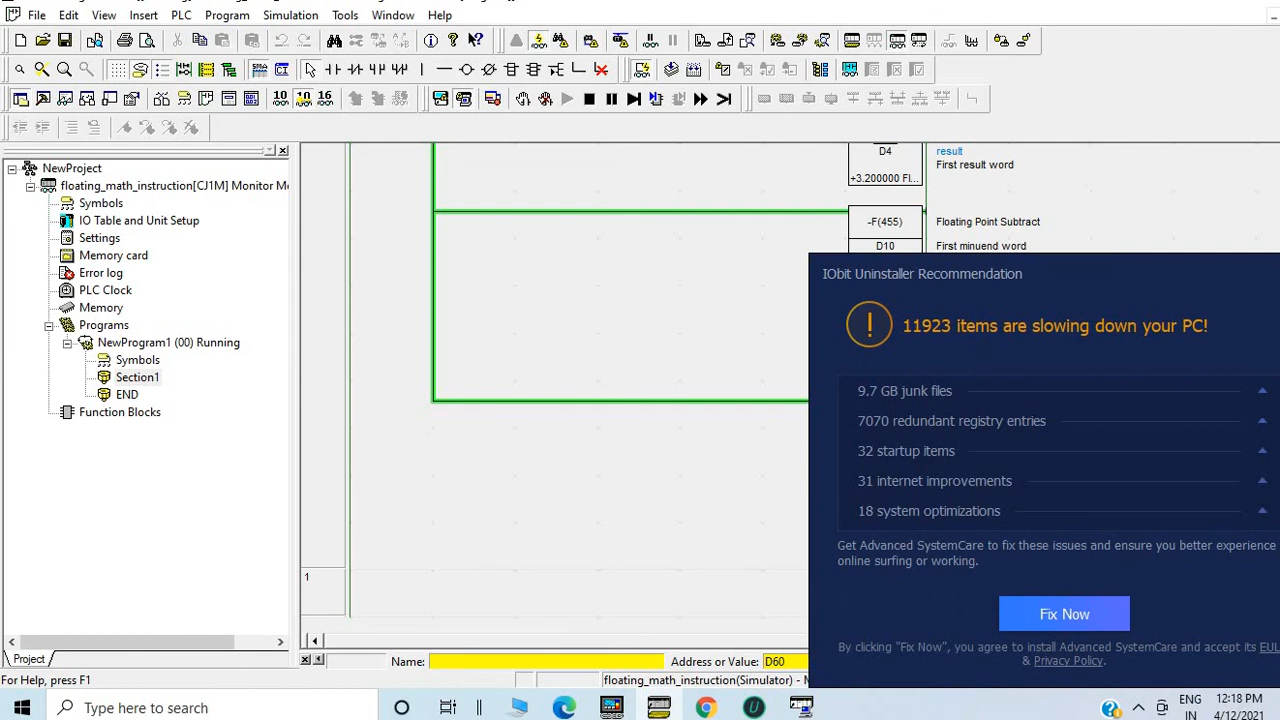 File Edit View Insert PLC Program Simulation Tools Window Help
10 10 16
NewProject
floating_math_instruction[CJ1M] Monitor Mo
Symbols
IO Table and Unit Setup
Settings
Memory card
Error log
PLC Clock
Memory
Programs
NewProgram1 (00) Running
Symbols
Section1
END
Function Blocks
Project
D4
+3.200000 Fl...
result
First result word
-F(455)
Floating Point Subtract
D10
First minuend word
1
IObit Uninstaller Recommendation
11923 items are slowing down your PC!
9.7 GB junk files
7070 redundant registry entries
32 startup items
31 internet improvements
18 system optimizations
Get Advanced SystemCare to fix these issues and ensure you better experience
online surfing or working.
Fix Now
By clicking "Fix Now", you agree to install Advanced SystemCare and accept its EUL
& Privacy Policy.
Name: Address or Value: D60
For Help, press F1
floating_math_instruction(Simulator) - M
Type here to search
ENG
IN
12:18 PM
4/12/2021